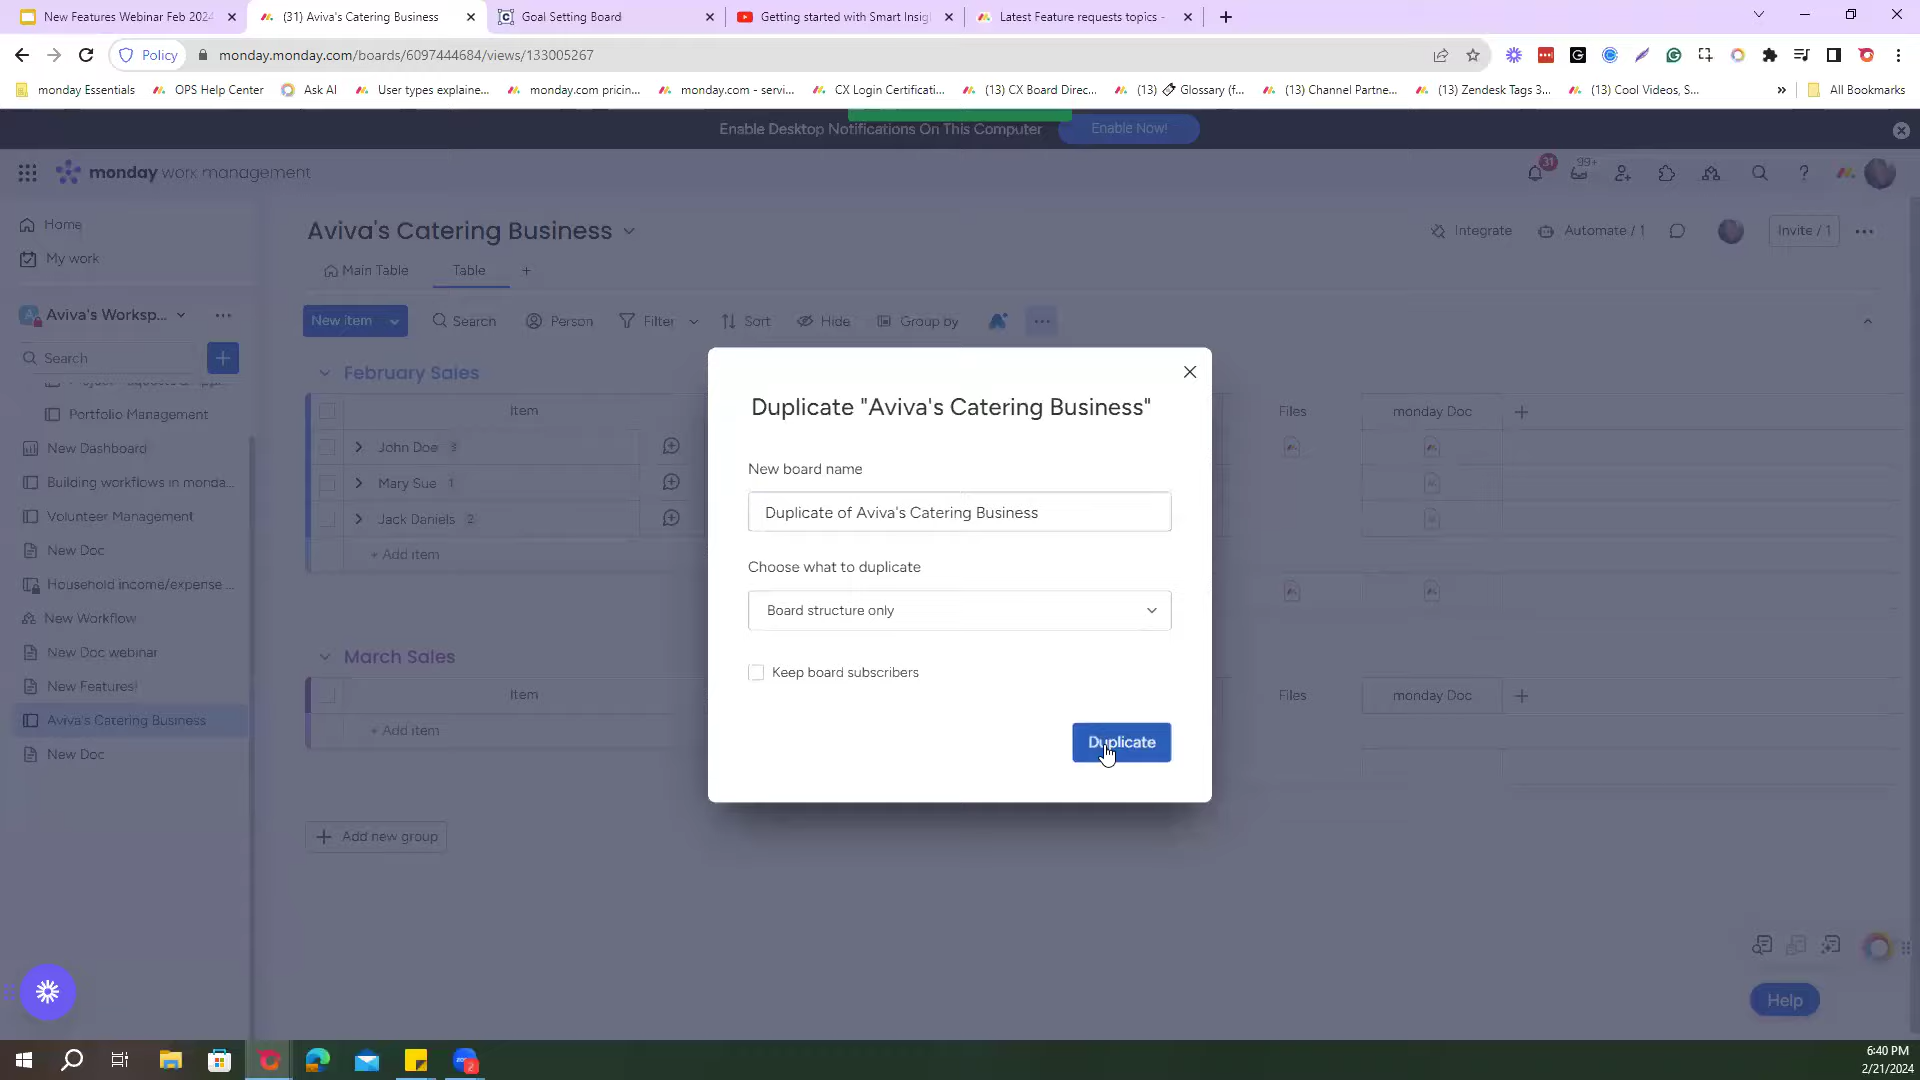 New Features Webinar Feb 2024
(31) Aviva's Catering Business
Goal Setting Board
Getting started with Smart Insig
Latest Feature requests topics -
Policy
monday.monday.com/boards/6097444684/views/133005267
monday Essentials
OPS Help Center
Ask AI
User types explaine...
monday.com pricin...
monday.com - servi...
CX Login Certificati...
(13) CX Board Direc...
(13) Glossary (f...
(13) Channel Partne...
(13) Zendesk Tags 3...
(13) Cool Videos, S...
All Bookmarks
Enable Desktop Notifications On This Computer
Enable Now!
monday work management
31
99+
Home
My work
Aviva's Worksp...
Search
Portfolio Management
New Dashboard
Building workflows in monda...
Volunteer Management
New Doc
Household income/expense ...
New Workflow
New Doc webinar
New Features!
Aviva's Catering Business
New Doc
Aviva's Catering Business
Integrate
Automate / 1
Invite / 1
Main Table
Table
New item
Search
Person
Filter
Sort
Hide
Group by
February Sales
Item
Files
monday Doc
John Doe 3
Mary Sue 1
Jack Daniels 2
+ Add item
March Sales
Item
Files
monday Doc
+ Add item
Add new group
Duplicate "Aviva's Catering Business"
New board name
Duplicate of Aviva's Catering Business
Choose what to duplicate
Board structure only
Keep board subscribers
Duplicate
Help
6:40 PM
2/21/2024